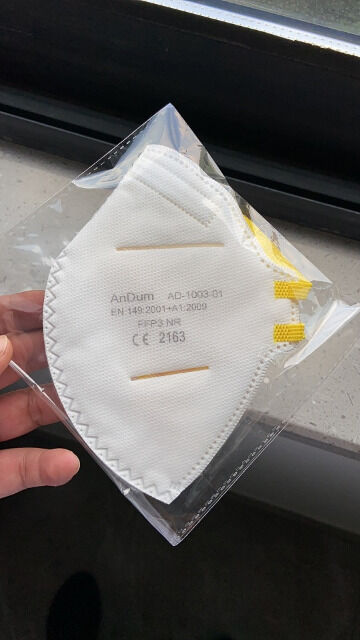 AnDum AD-1003-01
EN 149:2001+A1:2009
FFP3 NR
CE 2163